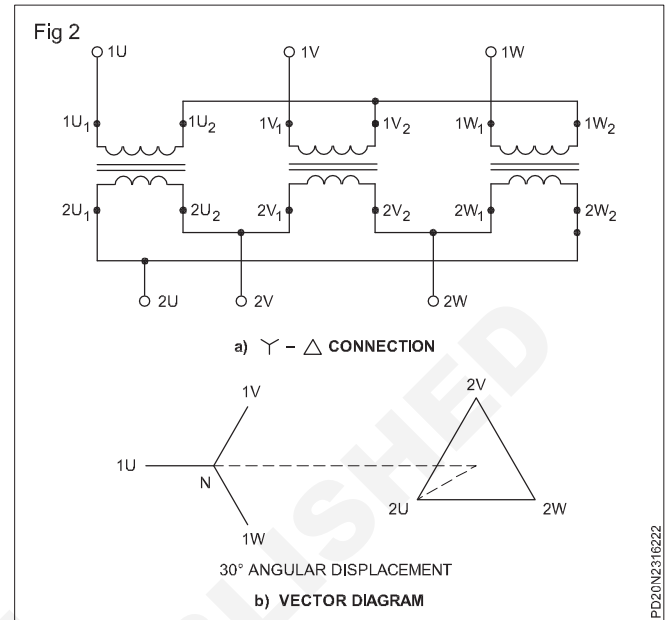 Fig 2
1U 1V 1W
1U₁ 1U₂ 1V₁ 1V₂ 1W₁ 1W₂
2U₁ 2U₂ 2V₁ 2V₂ 2W₁ 2W₂
2U 2V 2W
a) Y – △ CONNECTION
1V 2V
1U N 2U 2W
1W
30° ANGULAR DISPLACEMENT
b) VECTOR DIAGRAM
PD20N2316222
LISHED